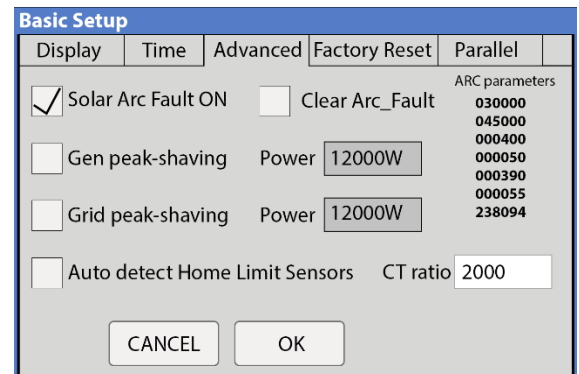 Basic Setup
Display Time Advanced Factory Reset Parallel
Solar Arc Fault ON Clear Arc_Fault
ARC parameters
030000
045000
000400
000050
000390
000055
238094
Gen peak-shaving Power 12000W
Grid peak-shaving Power 12000W
Auto detect Home Limit Sensors CT ratio 2000
CANCEL OK